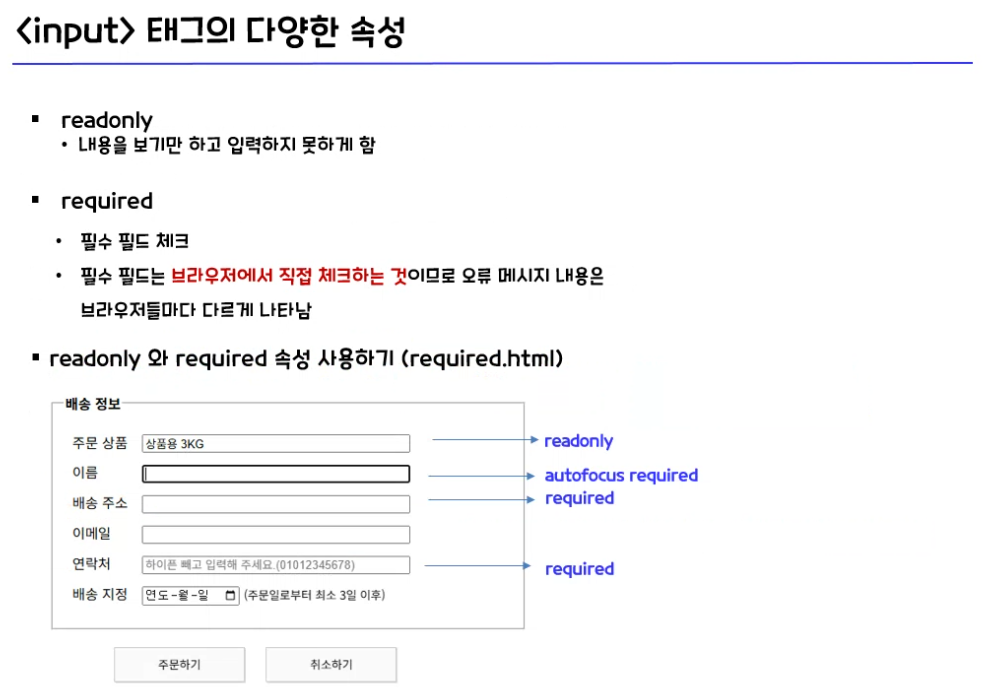 <input> 태그의 다양한 속성
▪ readonly
• 내용을 보기만 하고 입력하지 못하게 함
▪ required
• 필수 필드 체크
• 필수 필드는 브라우저에서 직접 체크하는 것이므로 오류 메시지 내용은
브라우저들마다 다르게 나타남
▪ readonly 와 required 속성 사용하기 (required.html)
배송 정보
주문 상품 상품용 3KG readonly
이름 autofocus required
배송 주소 required
이메일
연락처 하이픈 빼고 입력해 주세요.(01012345678) required
배송 지정 연도-월-일 (주문일로부터 최소 3일 이후)
주문하기 취소하기